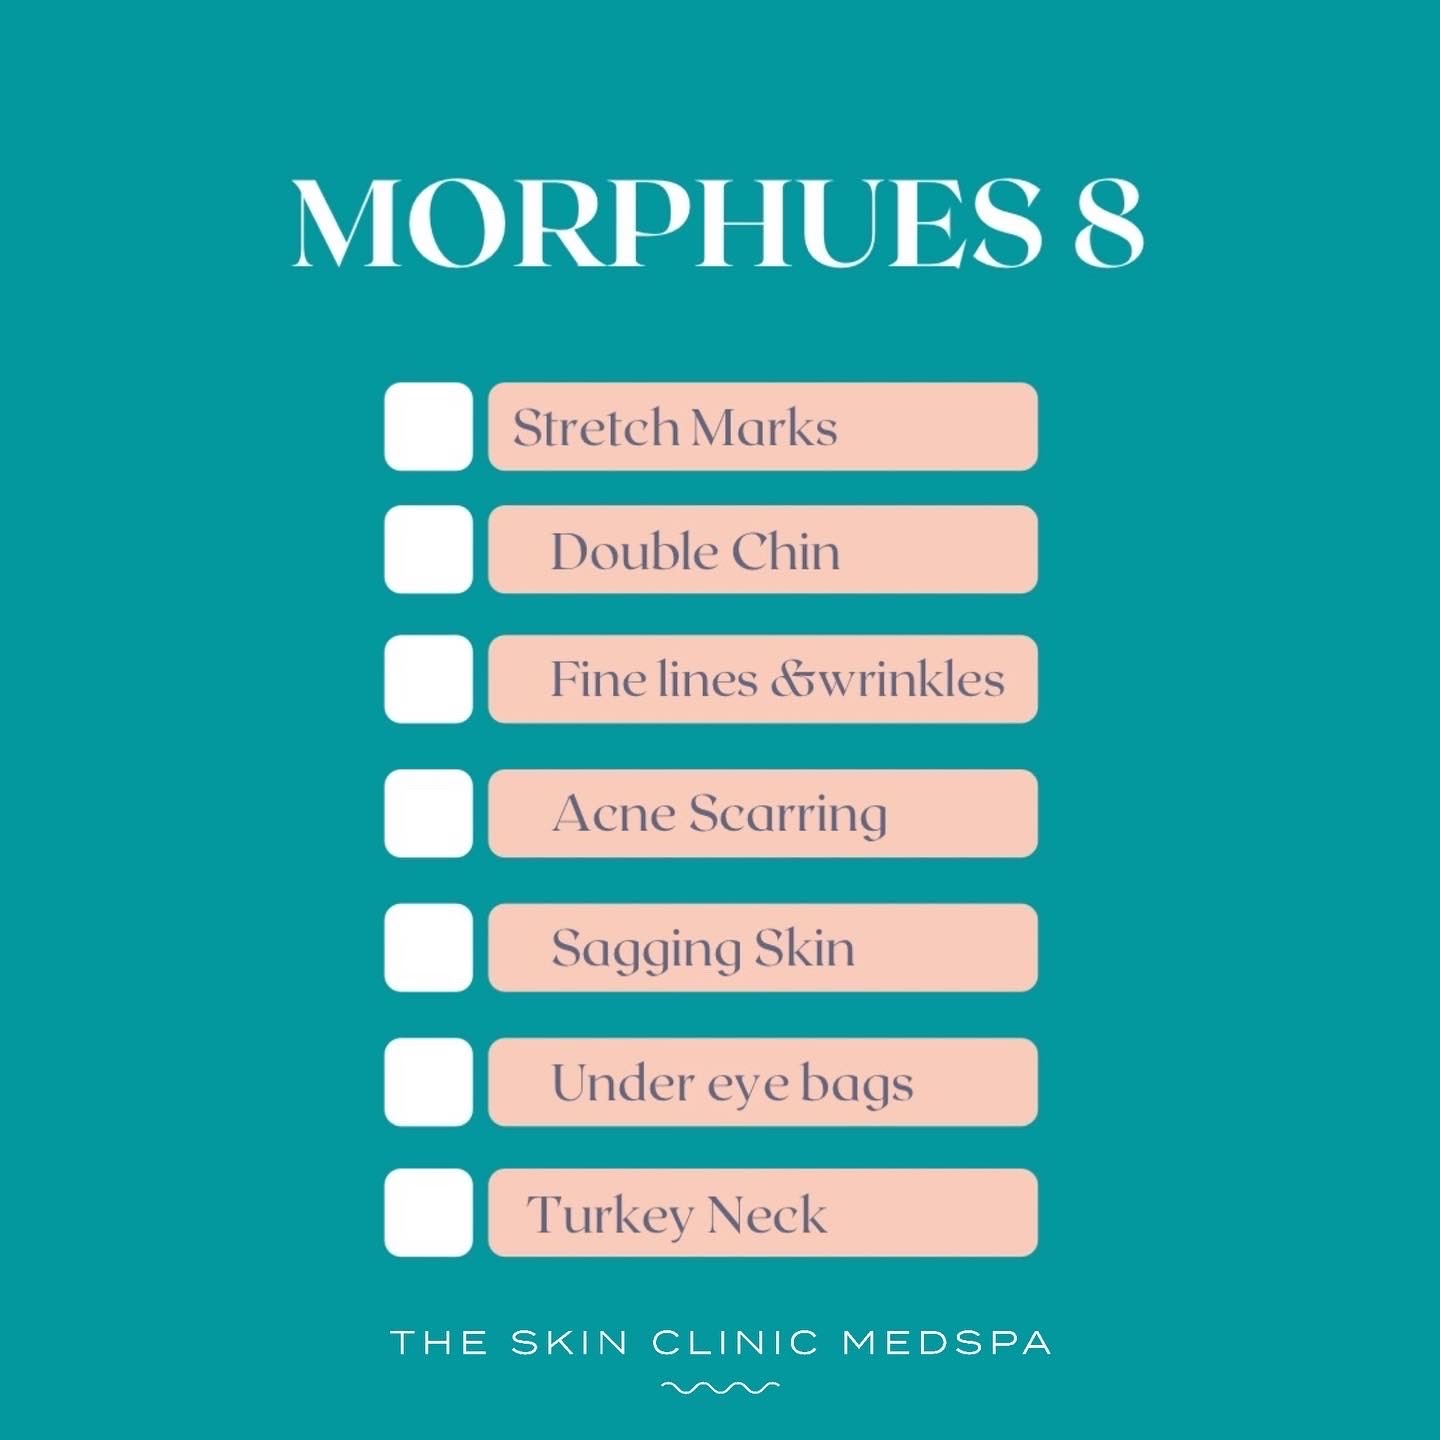 MORPHUES 8
Stretch Marks
Double Chin
Fine lines &wrinkles
Acne Scarring
Sagging Skin
Under eye bags
Turkey Neck
THE SKIN CLINIC MEDSPA